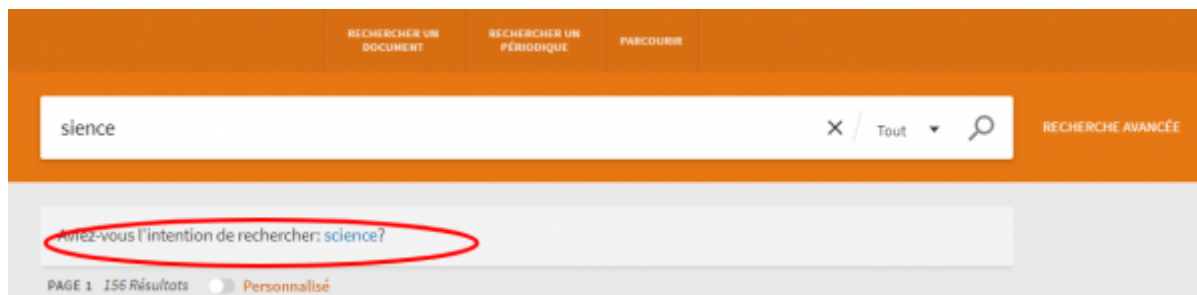 RECHERCHER UN DOCUMENT
RECHERCHER UN PÉRIODIQUE
PARCOURIR
sience
Tout
RECHERCHE AVANCÉE
Aviez-vous l'intention de rechercher: science?
PAGE 1 156 Résultats Personnalisé